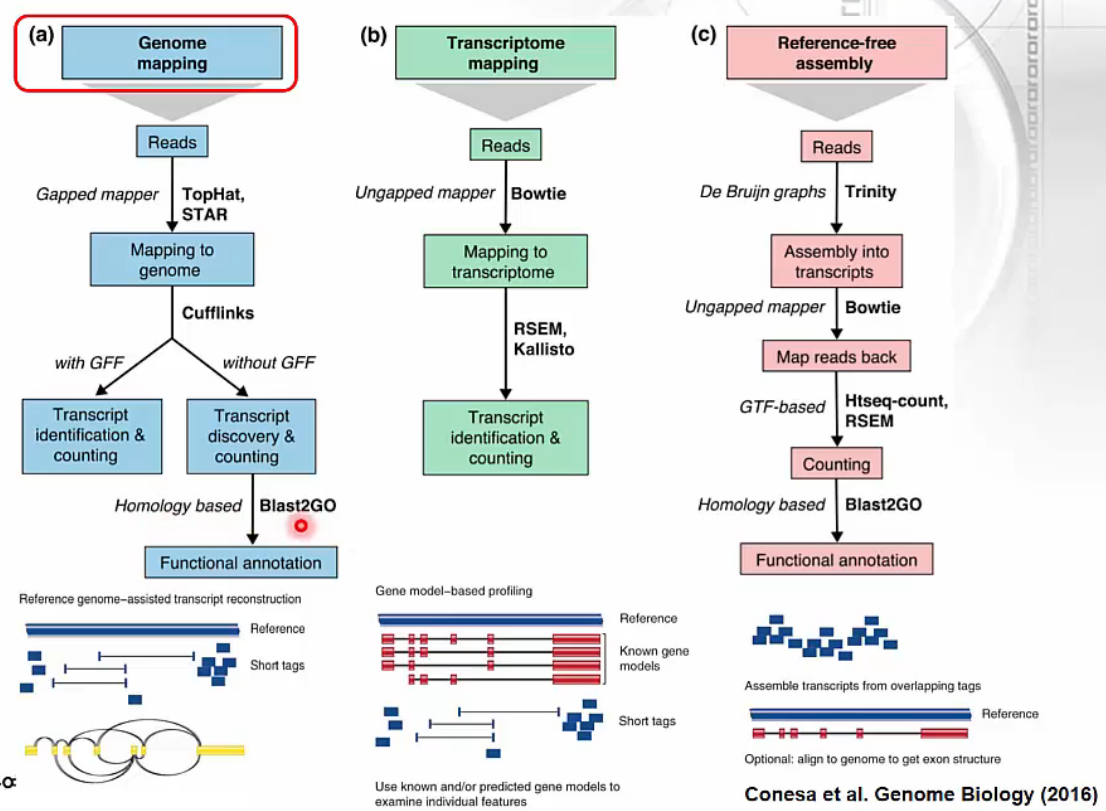 (a)
Genome
mapping
Reads
Gapped mapper
TopHat,
STAR
Mapping to
genome
Cufflinks
with GFF
without GFF
Transcript
identification &
counting
Transcript
discovery &
counting
Homology based
Blast2GO
Functional annotation
Reference genome–assisted transcript reconstruction
Reference
Short tags
(b)
Transcriptome
mapping
Reads
Ungapped mapper
Bowtie
Mapping to
transcriptome
RSEM,
Kallisto
Transcript
identification &
counting
Gene model–based profiling
Reference
Known gene
models
Short tags
Use known and/or predicted gene models to
examine individual features
(c)
Reference-free
assembly
Reads
De Bruijn graphs
Trinity
Assembly into
transcripts
Ungapped mapper
Bowtie
Map reads back
GTF-based
Htseq-count,
RSEM
Counting
Homology based
Blast2GO
Functional annotation
Assemble transcripts from overlapping tags
Reference
Optional: align to genome to get exon structure
Conesa et al. Genome Biology (2016)